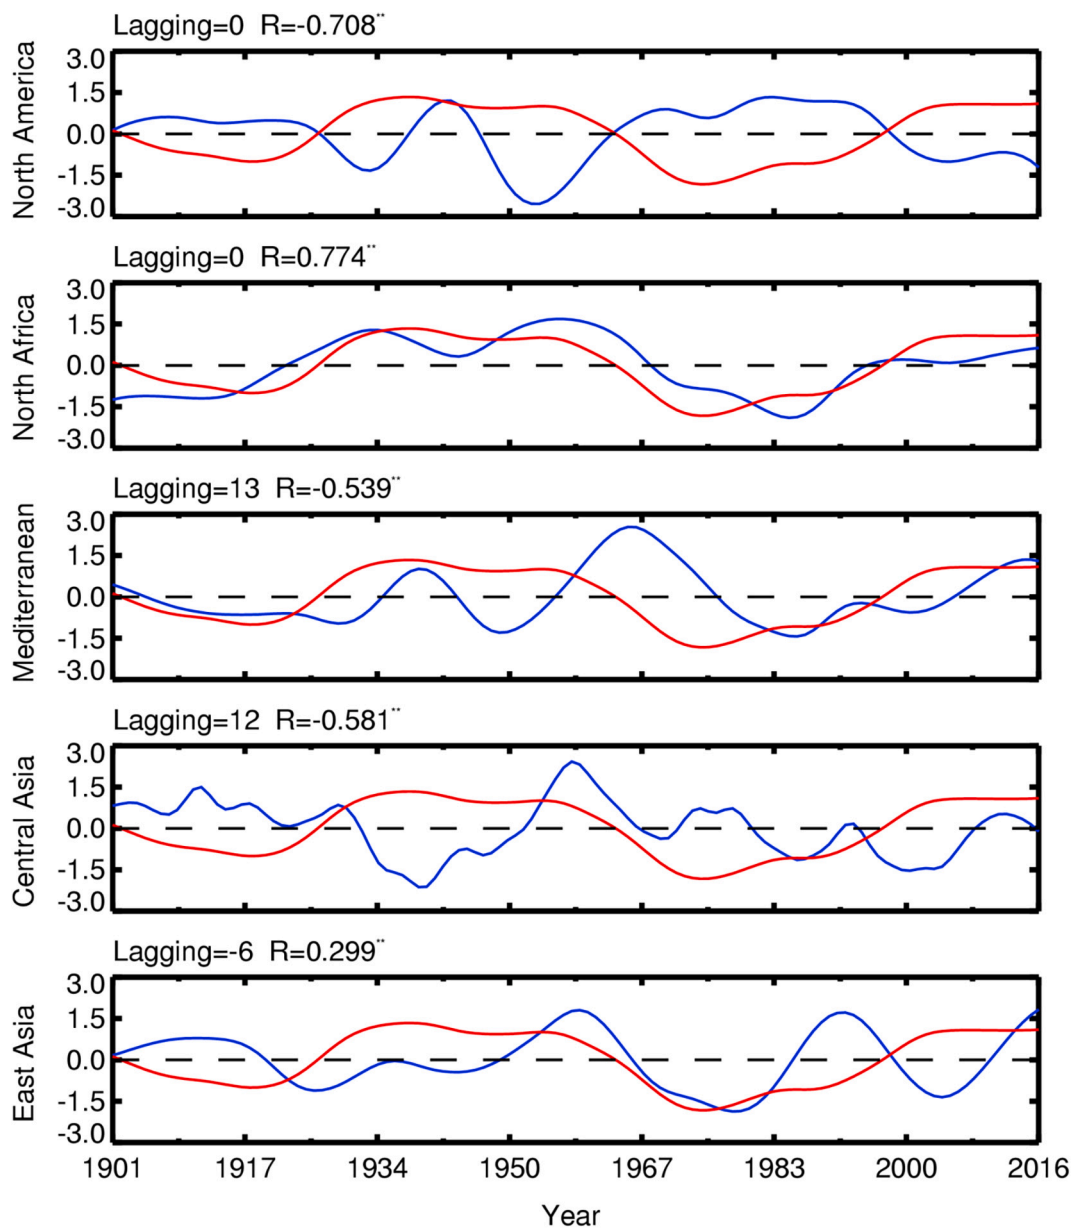 Lagging=0 R=-0.708**
3.0
1.5
0.0
-1.5
-3.0
North America
Lagging=0 R=0.774**
3.0
1.5
0.0
-1.5
-3.0
North Africa
Lagging=13 R=-0.539**
3.0
1.5
0.0
-1.5
-3.0
Mediterranean
Lagging=12 R=-0.581**
3.0
1.5
0.0
-1.5
-3.0
Central Asia
Lagging=-6 R=0.299**
3.0
1.5
0.0
-1.5
-3.0
East Asia
1901 1917 1934 1950 1967 1983 2000 2016
Year